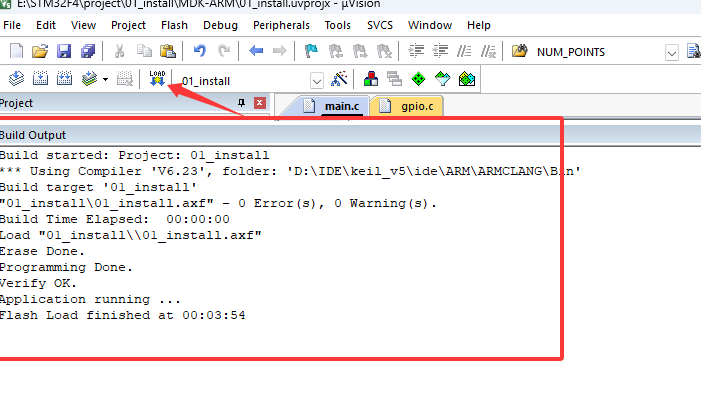 E:\STM32F4\project\01_install\MDK-ARM\01_install.uvprojx - µVision
File Edit View Project Flash Debug Peripherals Tools SVCS Window Help
NUM_POINTS
LOAD 01_install
Project main.c gpio.c
Build Output
Build started: Project: 01_install
*** Using Compiler 'V6.23', folder: 'D:\IDE\keil_v5\ide\ARM\ARMCLANG\Bin'
Build target '01_install'
"01_install\01_install.axf" - 0 Error(s), 0 Warning(s).
Build Time Elapsed:  00:00:00
Load "01_install\\01_install.axf"
Erase Done.
Programming Done.
Verify OK.
Application running ...
Flash Load finished at 00:03:54